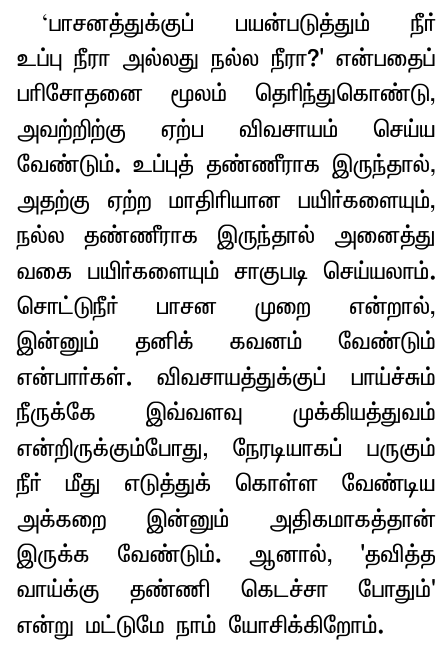 ‘பாசனத்துக்குப் பயன்படுத்தும் நீர்
உப்பு நீரா அல்லது நல்ல நீரா?' என்பதைப்
பரிசோதனை மூலம் தெரிந்துகொண்டு,
அவற்றிற்கு ஏற்ப விவசாயம் செய்ய
வேண்டும். உப்புத் தண்ணீராக இருந்தால்,
அதற்கு ஏற்ற மாதிரியான பயிர்களையும்,
நல்ல தண்ணீராக இருந்தால் அனைத்து
வகை பயிர்களையும் சாகுபடி செய்யலாம்.
சொட்டுநீர் பாசன முறை என்றால்,
இன்னும் தனிக் கவனம் வேண்டும்
என்பார்கள். விவசாயத்துக்குப் பாய்ச்சும்
நீருக்கே இவ்வளவு முக்கியத்துவம்
என்றிருக்கும்போது, நேரடியாகப் பருகும்
நீர் மீது எடுத்துக் கொள்ள வேண்டிய
அக்கறை இன்னும் அதிகமாகத்தான்
இருக்க வேண்டும். ஆனால், 'தவித்த
வாய்க்கு தண்ணி கெடச்சா போதும்'
என்று மட்டுமே நாம் யோசிக்கிறோம்.